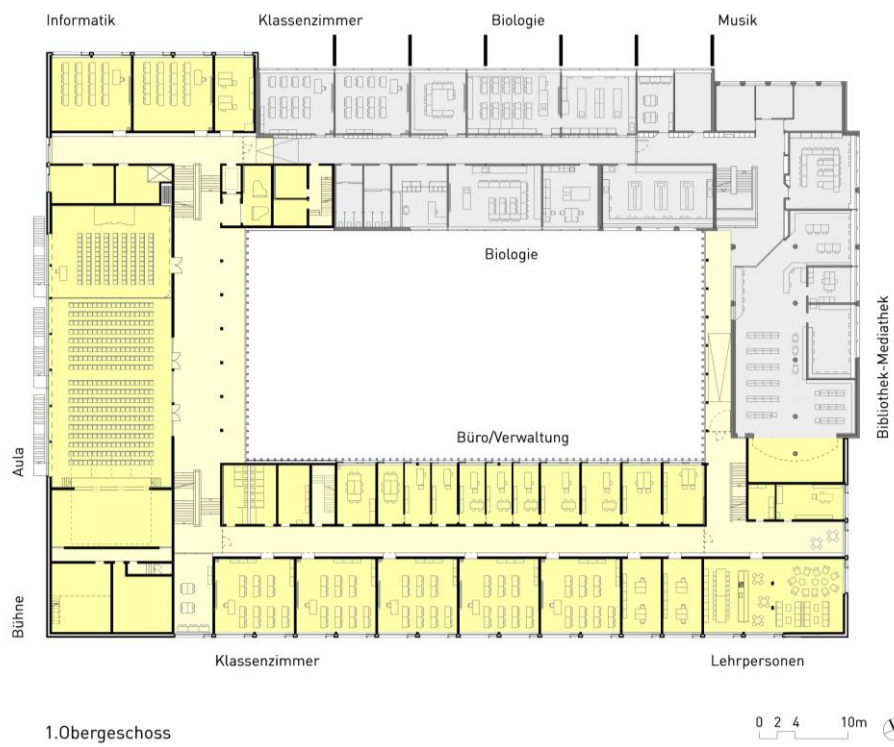 Informatik
Klassenzimmer
Biologie
Musik
Biologie
Büro/Verwaltung
Bibliothek-Mediathek
Aula
Bühne
Klassenzimmer
Lehrpersonen
1.Obergeschoss
0 2 4 10m